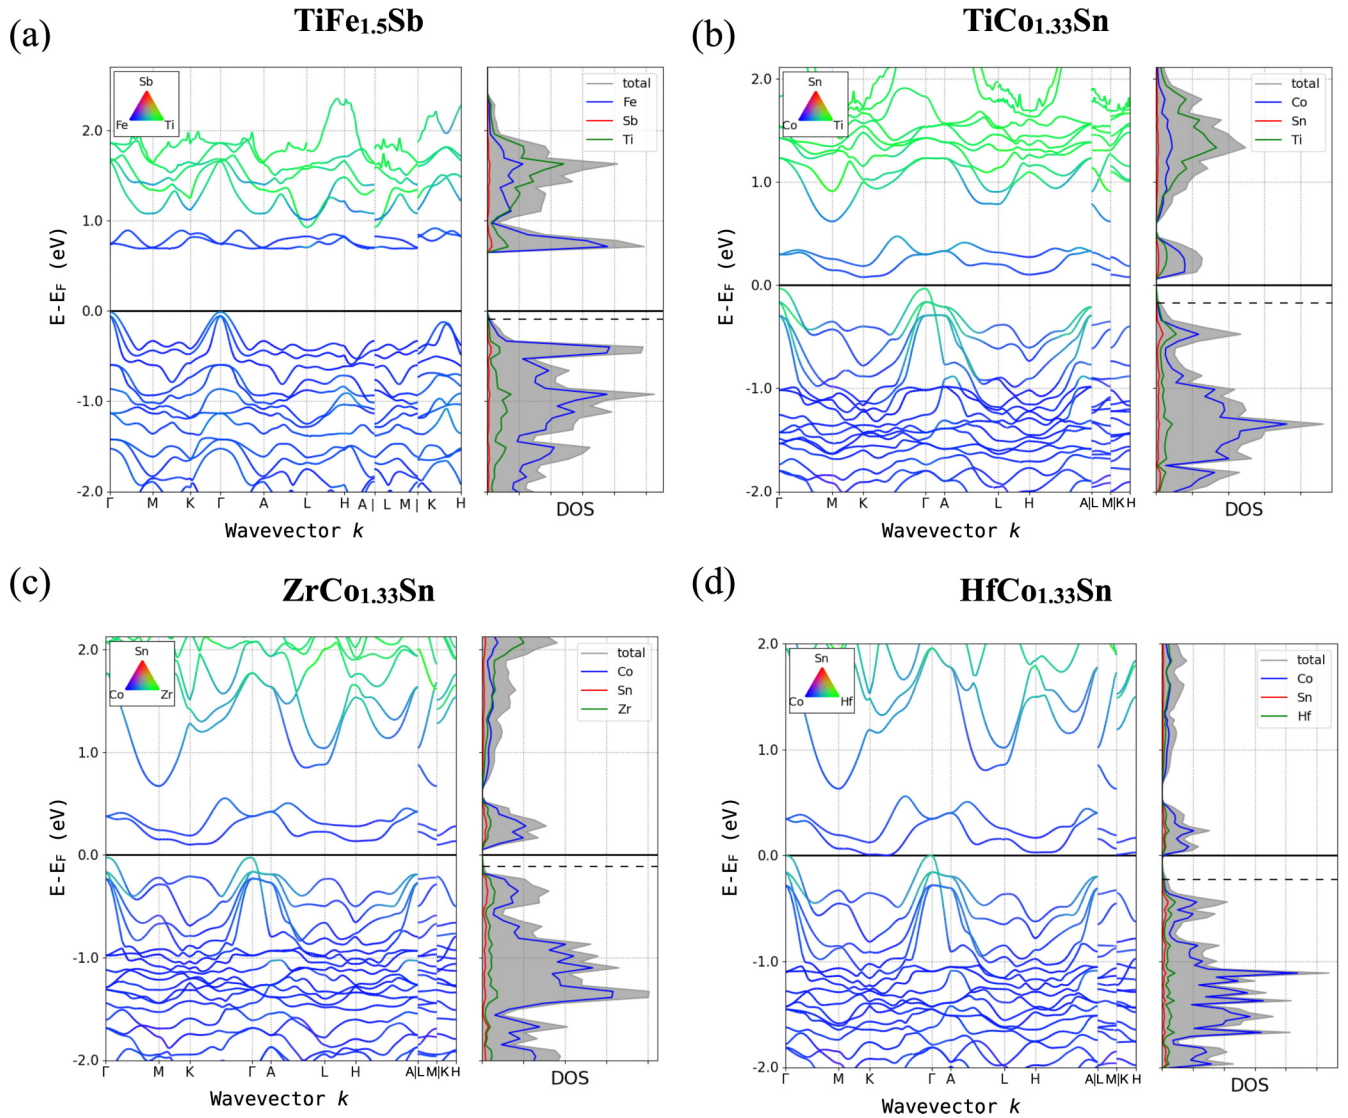 (a)
TiFe1.5Sb
Sb
Fe Ti
total
Fe
Sb
Ti
2.0
1.0
0.0
-1.0
-2.0
E-EF (eV)
Γ M K Γ A L H A| L M| K H
Wavevector k
DOS
(b)
TiCo1.33Sn
Sn
Co Ti
total
Co
Sn
Ti
2.0
1.0
0.0
-1.0
-2.0
E-EF (eV)
Γ M K Γ A L H A|L M|K H
Wavevector k
DOS
(c)
ZrCo1.33Sn
Sn
Co Zr
total
Co
Sn
Zr
2.0
1.0
0.0
-1.0
-2.0
E-EF (eV)
Γ M K Γ A L H A|L M|K H
Wavevector k
DOS
(d)
HfCo1.33Sn
Sn
Co Hf
total
Co
Sn
Hf
2.0
1.0
0.0
-1.0
-2.0
E-EF (eV)
Γ M K Γ A L H A|L M|K H
Wavevector k
DOS